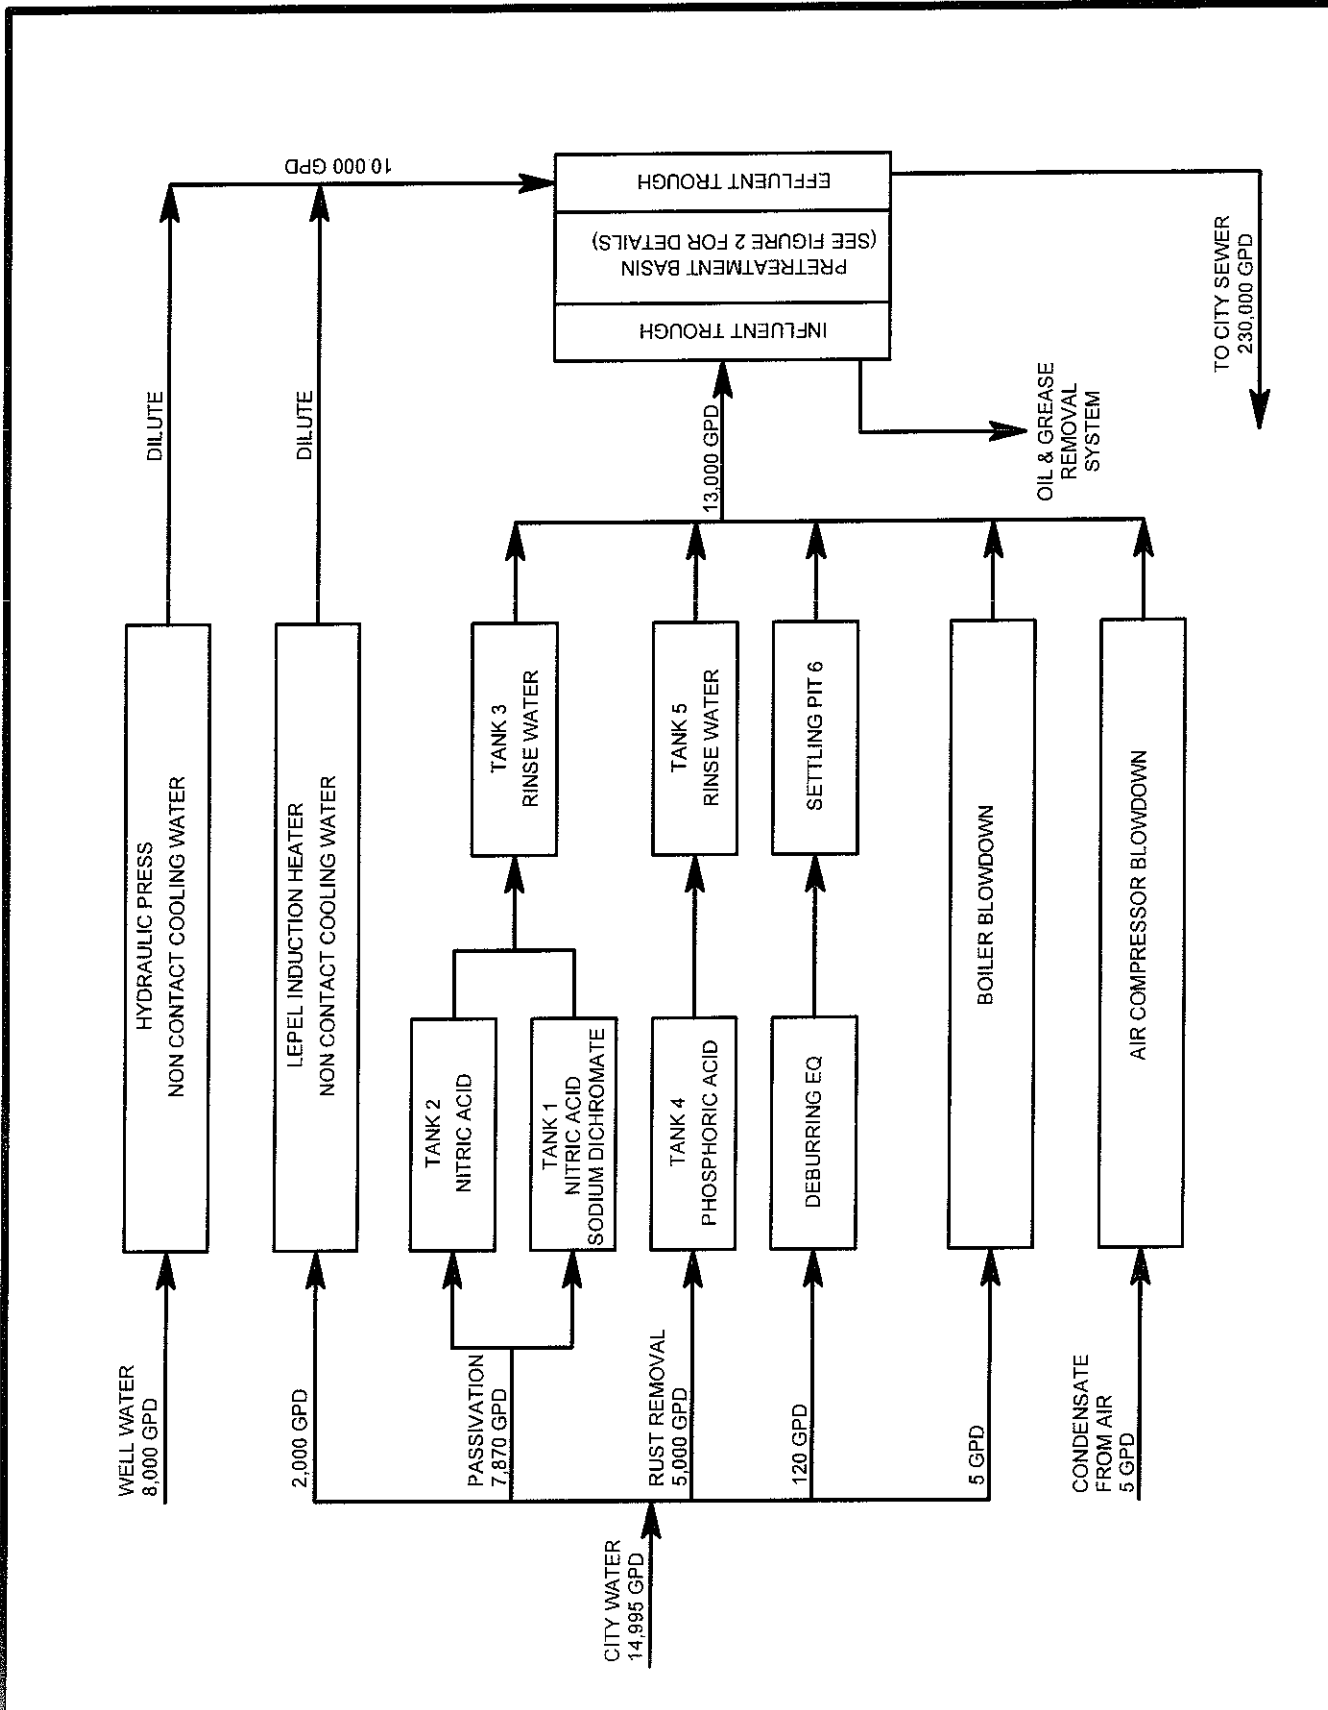 WELL WATER
8,000 GPD
HYDRAULIC PRESS
NON CONTACT COOLING WATER
DILUTE
10 000 GPD
2,000 GPD
LEPEL INDUCTION HEATER
NON CONTACT COOLING WATER
DILUTE
PASSIVATION
7,870 GPD
TANK 2
NITRIC ACID
TANK 1
NITRIC ACID
SODIUM DICHROMATE
TANK 3
RINSE WATER
CITY WATER
14,995 GPD
RUST REMOVAL
5,000 GPD
TANK 4
PHOSPHORIC ACID
TANK 5
RINSE WATER
13,000 GPD
INFLUENT TROUGH
PRETREATMENT BASIN
(SEE FIGURE 2 FOR DETAILS)
EFFLUENT TROUGH
120 GPD
DEBURRING EQ
SETTLING PIT 6
5 GPD
BOILER BLOWDOWN
OIL & GREASE
REMOVAL
SYSTEM
CONDENSATE
FROM AIR
5 GPD
AIR COMPRESSOR BLOWDOWN
TO CITY SEWER
230,000 GPD